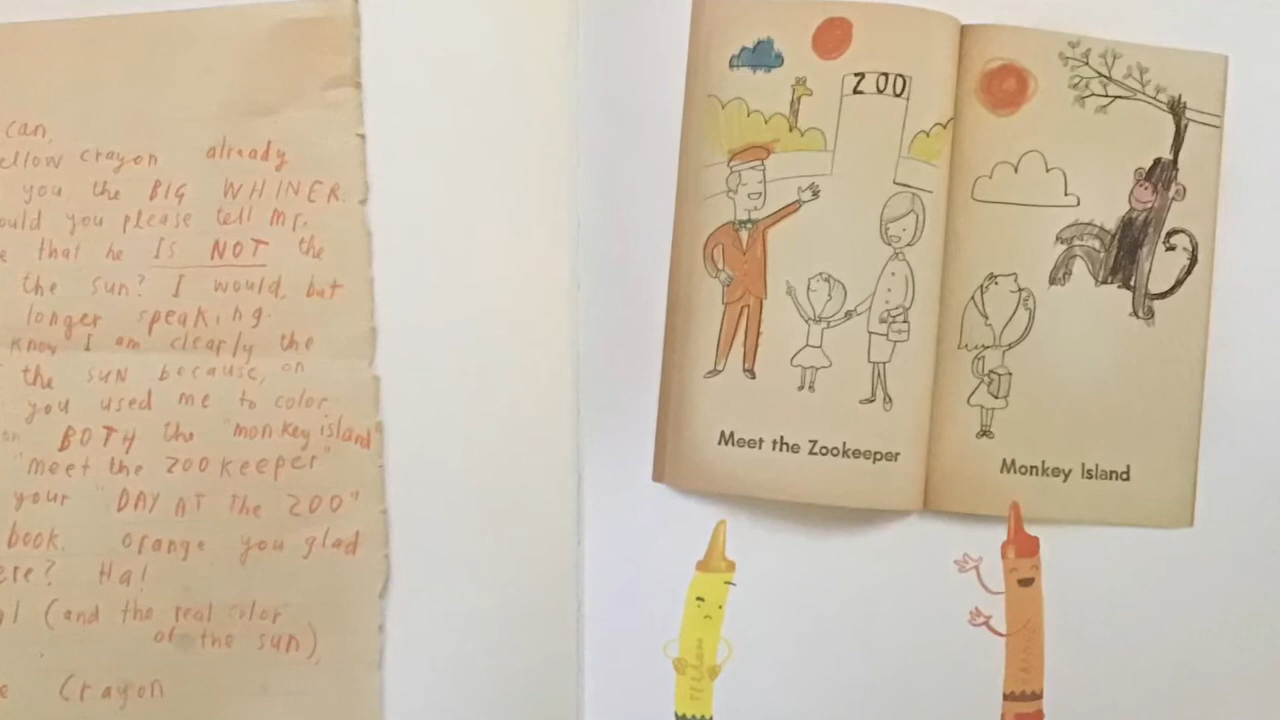 can,
ellow crayon already
you the BIG WHINER.
ould you please tell Mr.
e that he IS NOT the
the sun? I would, but
longer speaking.
know I am clearly the
the SUN because, on
you used me to color
on BOTH the "monkey island"
"meet the ZOO keeper"
your "DAY AT THE ZOO"
book. Orange you glad
ere? Ha!
l (and the real color
of the sun),
e Crayon
ZOO
Meet the Zookeeper
Monkey Island